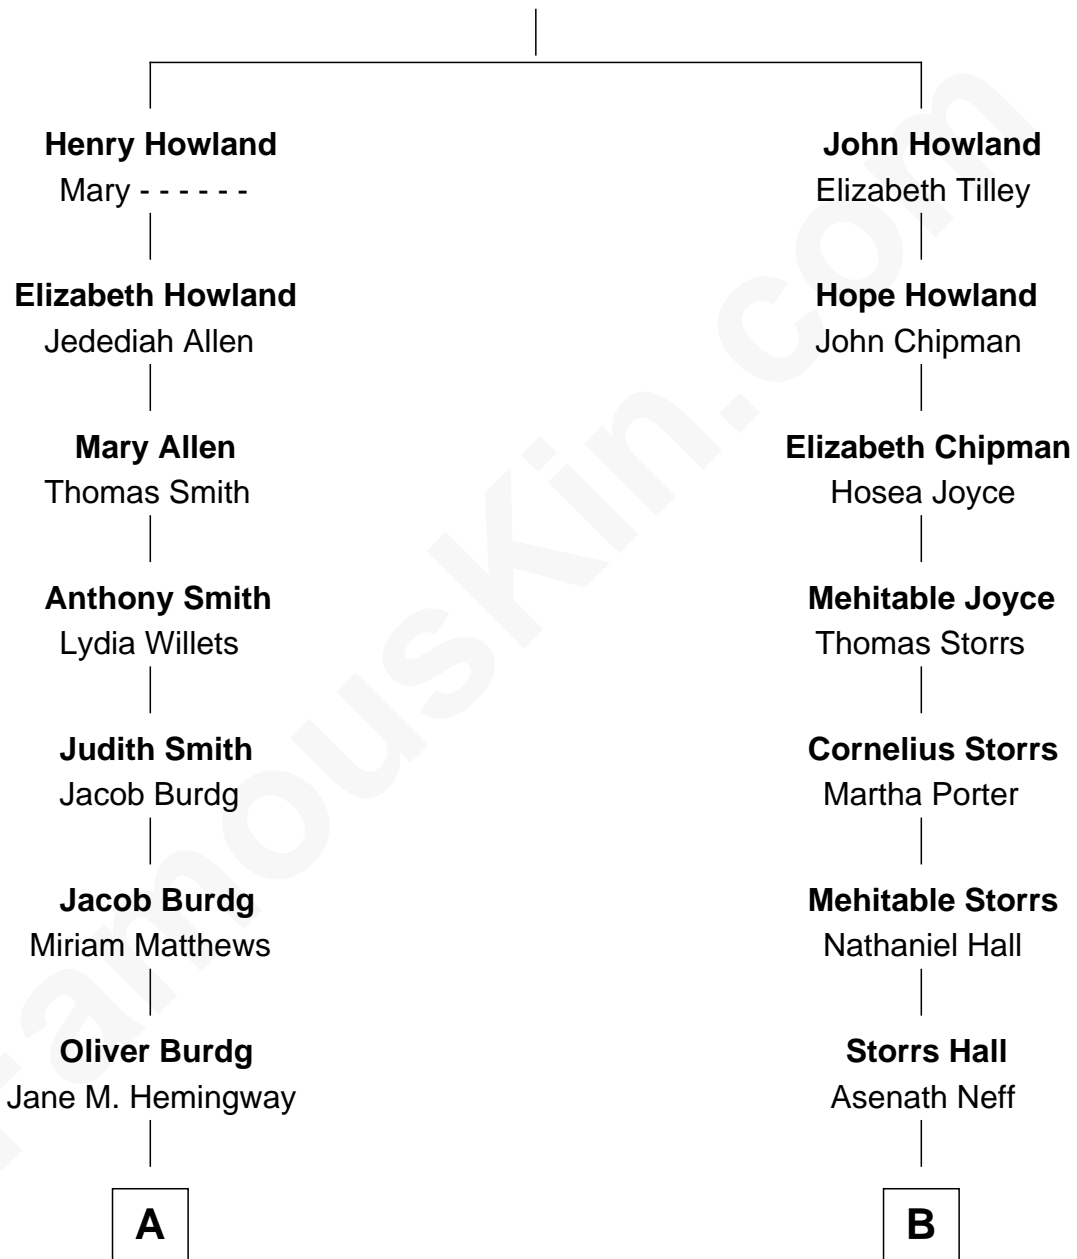 Henry Howland
Mary - - - - - -
John Howland
Elizabeth Tilley
Elizabeth Howland
Jedediah Allen
Hope Howland
John Chipman
Mary Allen
Thomas Smith
Elizabeth Chipman
Hosea Joyce
Anthony Smith
Lydia Willets
Mehitable Joyce
Thomas Storrs
Judith Smith
Jacob Burdg
Cornelius Storrs
Martha Porter
Jacob Burdg
Miriam Matthews
Mehitable Storrs
Nathaniel Hall
Oliver Burdg
Jane M. Hemingway
Storrs Hall
Asenath Neff
A
B
FamousKin.com